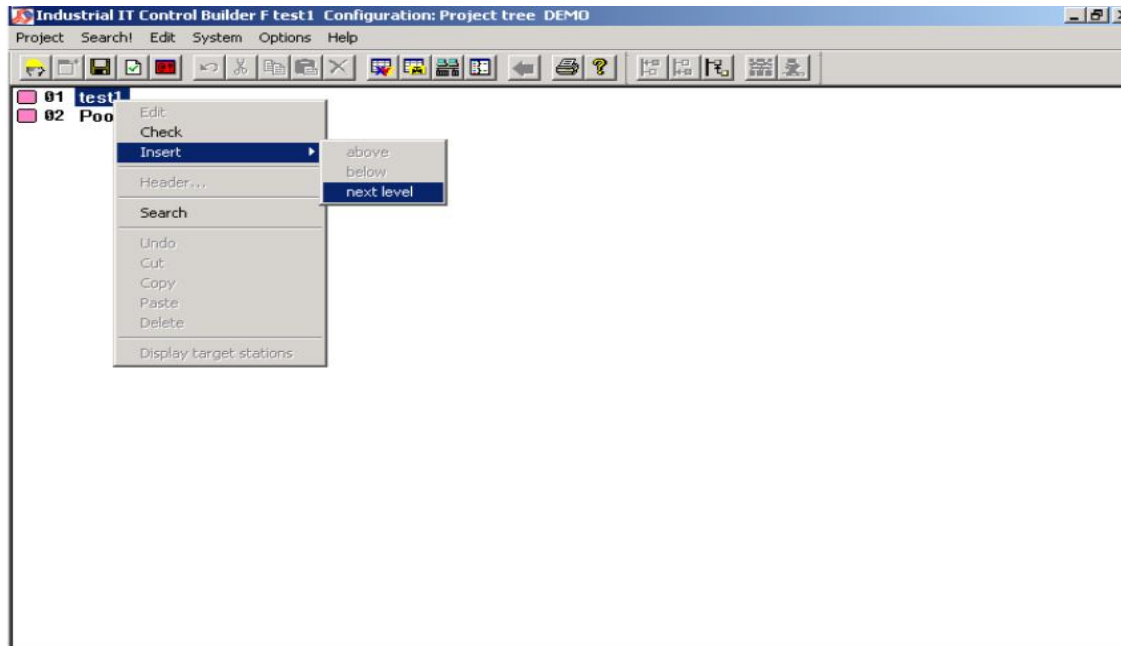 Industrial IT Control Builder F test1 Configuration: Project tree DEMO
Project Search! Edit System Options Help
01 test1
02 Poo
Edit
Check
Insert
above
below
next level
Header...
Search
Undo
Cut
Copy
Paste
Delete
Display target stations